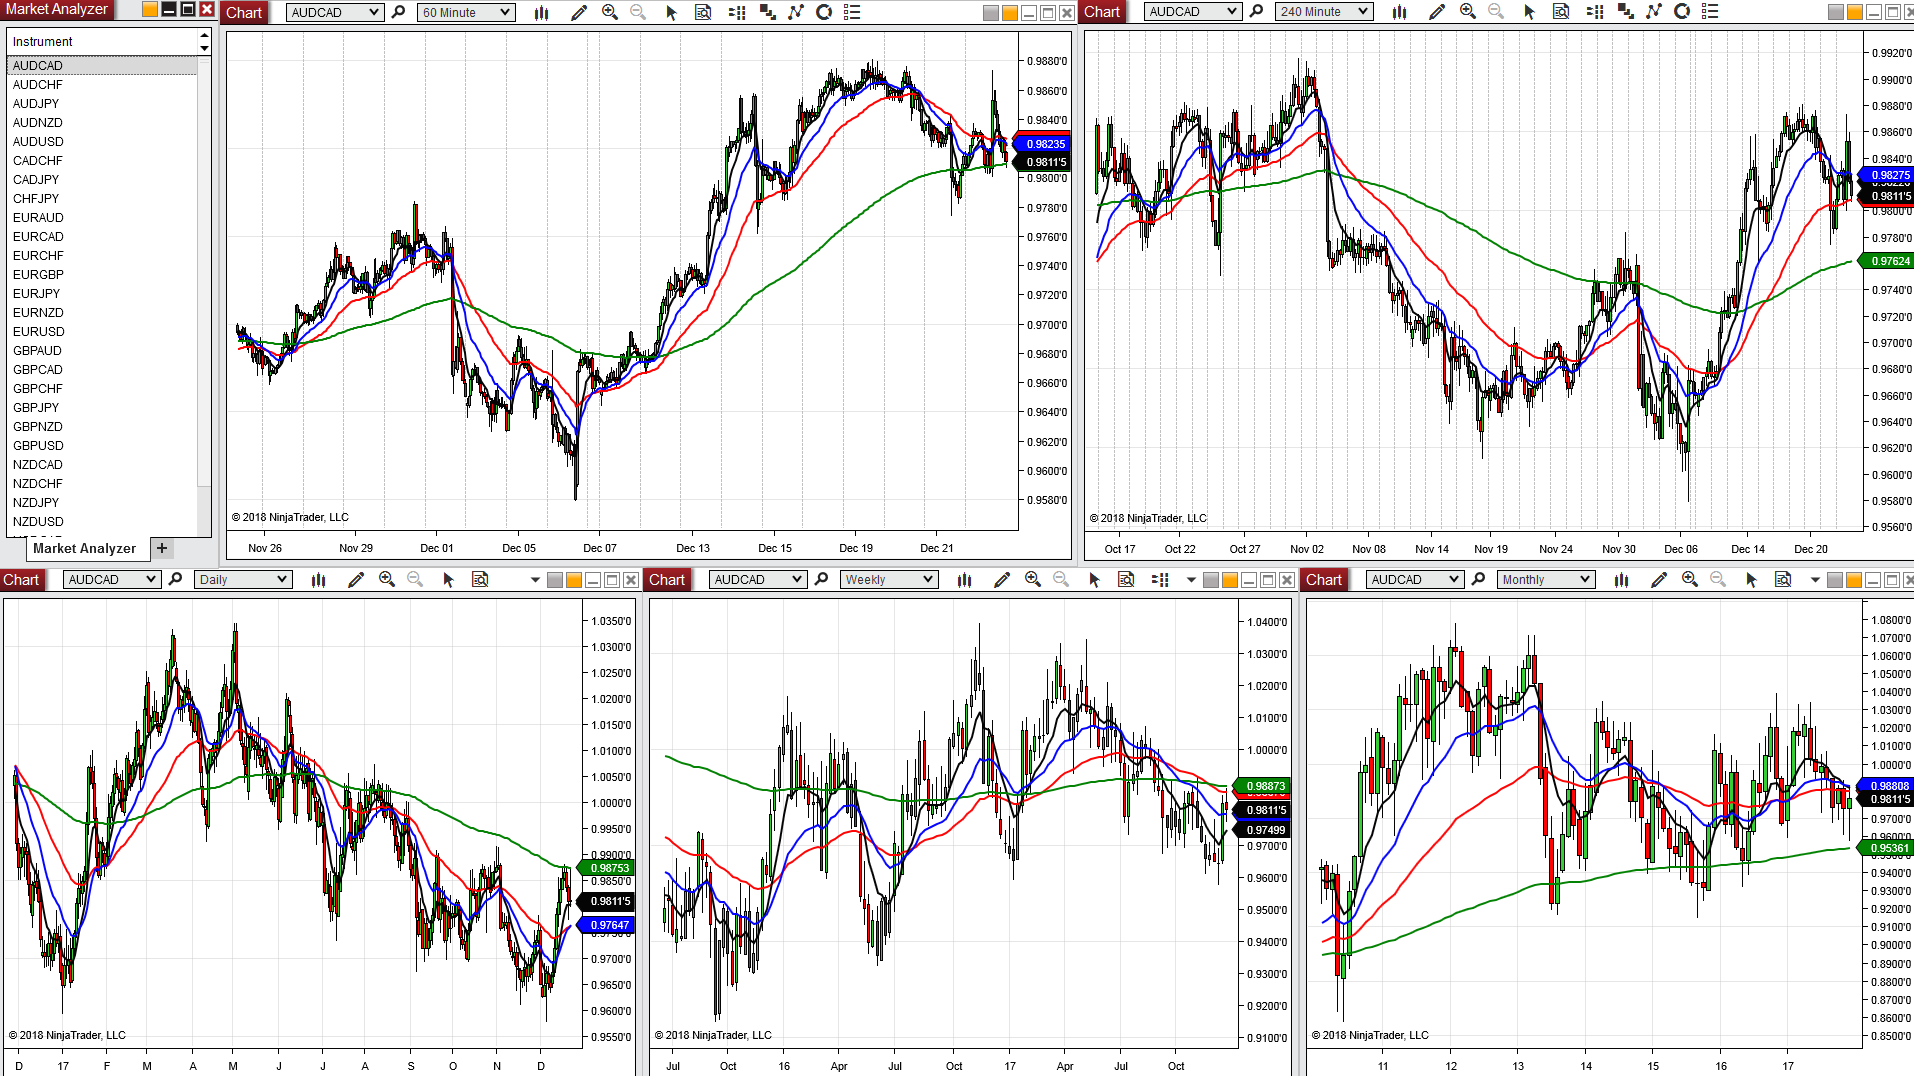 Market Analyzer
Instrument
AUDCAD
AUDCHF
AUDJPY
AUDNZD
AUDUSD
CADCHF
CADJPY
CHFJPY
EURAUD
EURCAD
EURCHF
EURGBP
EURJPY
EURNZD
EURUSD
GBPAUD
GBPCAD
GBPCHF
GBPJPY
GBPNZD
GBPUSD
NZDCAD
NZDCHF
NZDJPY
NZDUSD
Market Analyzer +
Chart AUDCAD 60 Minute
0.9880'0
0.9860'0
0.9840'0
0.98235
0.9811'5
0.9800'0
0.9780'0
0.9760'0
0.9740'0
0.9720'0
0.9700'0
0.9680'0
0.9660'0
0.9640'0
0.9620'0
0.9600'0
0.9580'0
© 2018 NinjaTrader, LLC
Nov 26 Nov 29 Dec 01 Dec 05 Dec 07 Dec 13 Dec 15 Dec 19 Dec 21
Chart AUDCAD 240 Minute
0.9920'0
0.9900'0
0.9880'0
0.9860'0
0.9840'0
0.98275
0.9811'5
0.9800'0
0.9780'0
0.97624
0.9740'0
0.9720'0
0.9700'0
0.9680'0
0.9660'0
0.9640'0
0.9620'0
0.9600'0
0.9580'0
0.9560'0
© 2018 NinjaTrader, LLC
Oct 17 Oct 22 Oct 27 Nov 02 Nov 08 Nov 14 Nov 19 Nov 24 Nov 30 Dec 06 Dec 14 Dec 20
Chart AUDCAD Daily
1.0350'0
1.0300'0
1.0250'0
1.0200'0
1.0150'0
1.0100'0
1.0050'0
1.0000'0
0.9950'0
0.9900'0
0.98753
0.9850'0
0.9811'5
0.97647
0.9700'0
0.9650'0
0.9600'0
0.9550'0
© 2018 NinjaTrader, LLC
D 17 F M A M J J A S O N D
Chart AUDCAD Weekly
1.0400'0
1.0300'0
1.0200'0
1.0100'0
1.0000'0
0.98873
0.9811'5
0.97499
0.9700'0
0.9600'0
0.9500'0
0.9400'0
0.9300'0
0.9200'0
0.9100'0
© 2018 NinjaTrader, LLC
Jul Oct 16 Apr Jul Oct 17 Apr Jul Oct
Chart AUDCAD Monthly
1.0800'0
1.0700'0
1.0600'0
1.0500'0
1.0400'0
1.0300'0
1.0200'0
1.0100'0
1.0000'0
0.98808
0.9811'5
0.9700'0
0.9600'0
0.95361
0.9400'0
0.9300'0
0.9200'0
0.9100'0
0.9000'0
0.8900'0
0.8800'0
0.8700'0
0.8600'0
0.8500'0
© 2018 NinjaTrader, LLC
11 12 13 14 15 16 17